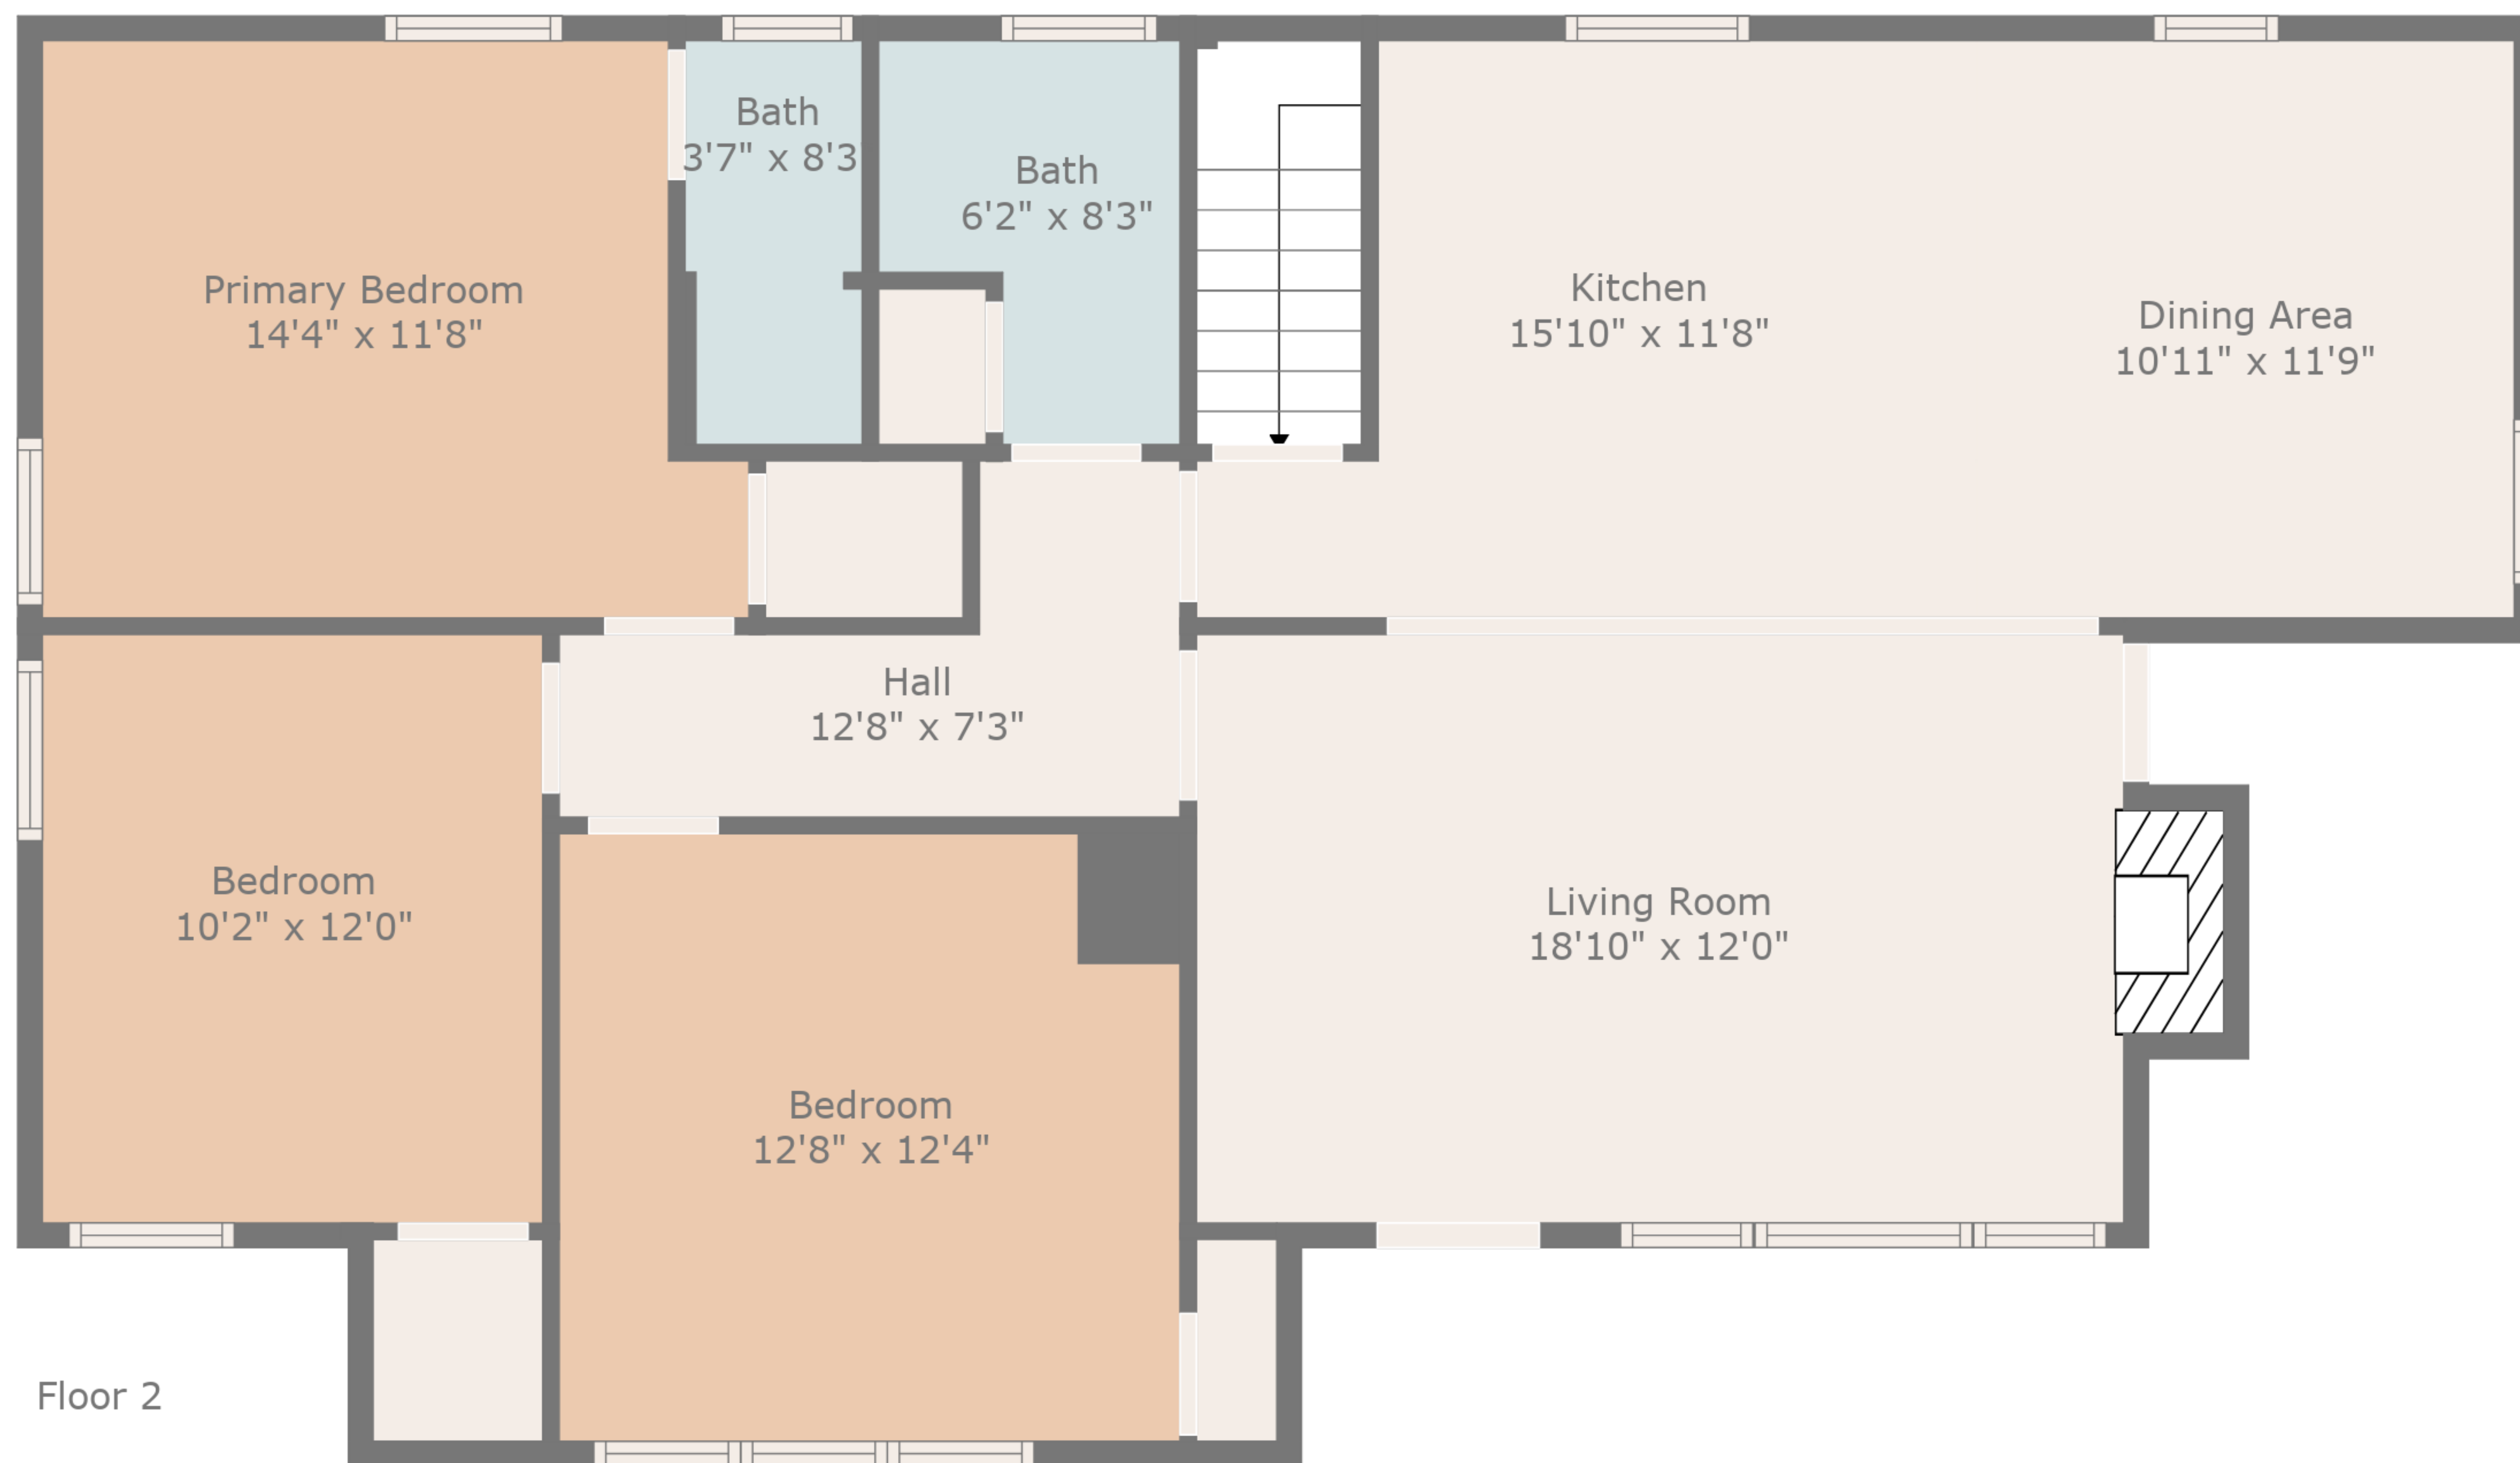 Bath
3'7" x 8'3
Bath
6'2" x 8'3"
Primary Bedroom
14'4" x 11'8"
Kitchen
15'10" x 11'8"
Dining Area
10'11" x 11'9"
Hall
12'8" x 7'3"
Bedroom
10'2" x 12'0"
Living Room
18'10" x 12'0"
Bedroom
12'8" x 12'4"
Floor 2